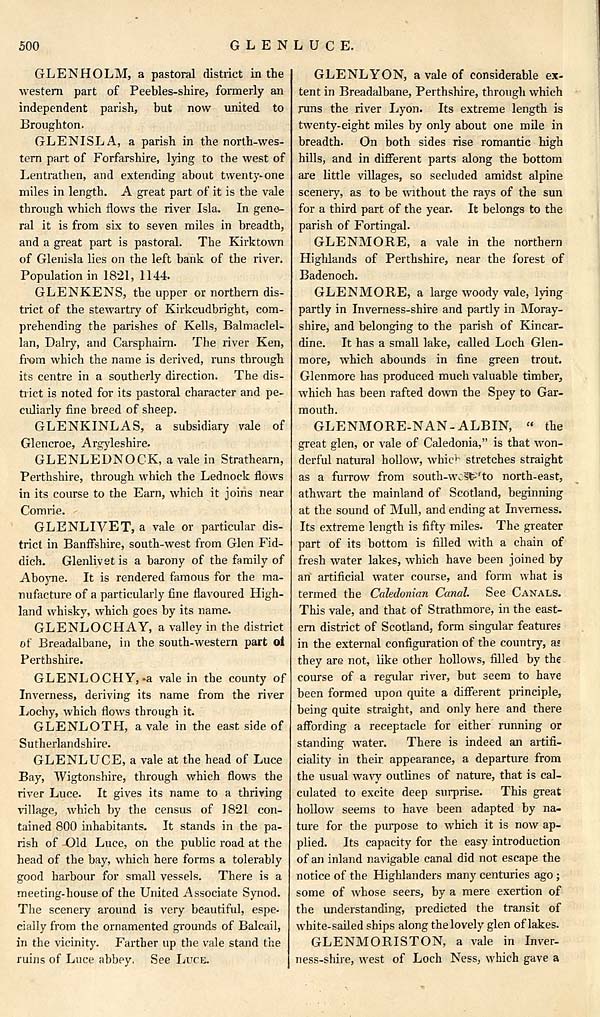 500
GLENLUCE.
GLENHOLM, a pastoral district in the
western part of Peebles-shire, formerly an
independent parish, but now united to
Broughton.
GLENISLA, a parish in the north-wes-
tern part of Forfarshire, lying to the west of
Lentrathen, and extending about twenty-one
miles in length. A great part of it is the vale
through which flows the river Isla. In gene-
ral it is from six to seven miles in breadth,
and a great part is pastoral. The Kirktown
of Glenisla lies on the left bank of the river.
Population in 1821, 1144.
GLENKENS, the upper or northern dis-
trict of the stewartry of Kirkcudbright, com-
prehending the parishes of Kells, Balmaclel-
lan, Dalry, and Carsphairn. The river Ken,
from which the name is derived, runs through
its centre in a southerly direction. The dis-
trict is noted for its pastoral character and pe-
culiarly fine breed of sheep.
GLENKINLAS, a subsidiary vale of
Glencroe, Argyleshire.
GLENLEDNOCK, a vale in Strathearn,
Perthshire, through which the Lednock flows
in its course to the Earn, which it joins near
Comrie.
GLENLIVET, a vale or particular dis-
trict in Banffshire, south-west from Glen Fid-
dich. Glenlivet is a barony of the family of
Aboyne. It is rendered famous for the ma-
nufacture of a particularly fine flavoured High-
land whisky, which goes by its name.
GLENLOCHAY, a valley in the district
of Breadalbane, in the south-western part of
Perthshire.
GLENLOCHY, a vale in the county of
Inverness, deriving its name from the river
Lochy, which flows through it.
GLENLOTH, a vale in the east side of
Sutherlandshire.
GLENLUCE, a vale at the head of Luce
Bay, Wigtonshire, through which flows the
river Luce. It gives its name to a thriving
village, which by the census of 1821 con-
tained 800 inhabitants. It stands in the pa-
rish of Old Luce, on the public road at the
head of the bay, which here forms a tolerably
good harbour for small vessels. There is a
meeting-house of the United Associate Synod.
The scenery around is very beautiful, espe-
cially from the ornamented grounds of Balcail,
in the vicinity. Farther up the vale stand the
ruins of Luce abbey. See LUCE.
GLENLYON, a vale of considerable ex-
tent in Breadalbane, Perthshire, through which
runs the river Lyon. Its extreme length is
twenty-eight miles by only about one mile in
breadth. On both sides rise romantic high
hills, and in different parts along the bottom
are little villages, so secluded amidst alpine
scenery, as to be without the rays of the sun
for a third part of the year. It belongs to the
parish of Fortingal.
GLENMORE, a vale in the northern
Highlands of Perthshire, near the forest of
Badenoch.
GLENMORE, a large woody vale, lying
partly in Inverness-shire and partly in Moray-
shire, and belonging to the parish of Kincar-
dine. It has a small lake, called Loch Glen-
more, which abounds in fine green trout.
Glenmore has produced much valuable timber,
which has been rafted down the Spey to Gar-
mouth.
GLENMORE-NAN-ALBIN, " the
great glen, or vale of Caledonia," is that won-
derful natural hollow, which stretches straight
as a furrow from south-west to north-east,
athwart the mainland of Scotland, beginning
at the sound of Mull, and ending at Inverness.
Its extreme length is fifty miles. The greater
part of its bottom is filled with a chain of
fresh water lakes, which have been joined by
an artificial water course, and form what is
termed the Caledonian Canal. See CANALS.
This vale, and that of Strathmore, in the east-
ern district of Scotland, form singular features
in the external configuration of the country, as
they are not, like other hollows, filled by the
course of a regular river, but seem to have
been formed upon quite a different principle,
being quite straight, and only here and there
affording a receptacle for either running or
standing water. There is indeed an artifi-
ciality in their appearance, a departure from
the usual wavy outlines of nature, that is cal-
culated to excite deep surprise. This great
hollow seems to have been adapted by na-
ture for the purpose to which it is now ap-
plied. Its capacity for the easy introduction
of an inland navigable canal did not escape the
notice of the Highlanders many centuries ago ;
some of whose seers, by a mere exertion of
the understanding, predicted the transit of
white-sailed ships along the lovely glen of lakes.
GLENMORISTON, a vale in Inver-
ness-shire, west of Loch Ness, which gave a